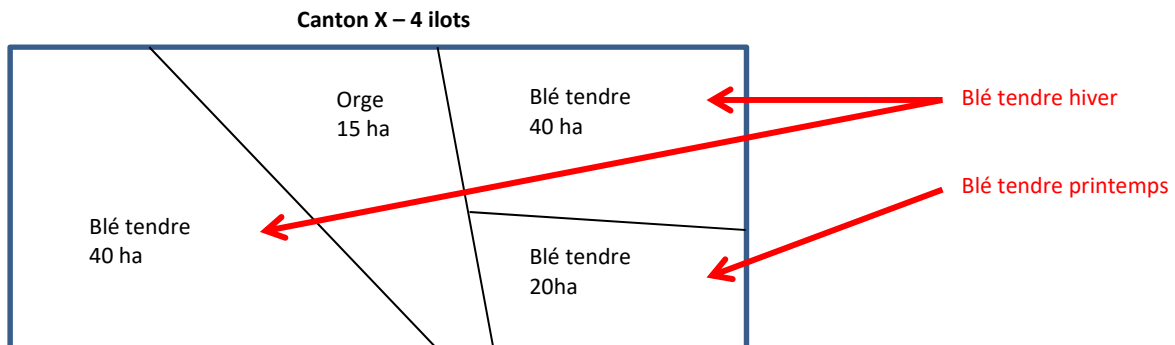 Canton X – 4 ilots
Orge
15 ha
Blé tendre
40 ha
Blé tendre hiver
Blé tendre printemps
Blé tendre
40 ha
Blé tendre
20ha